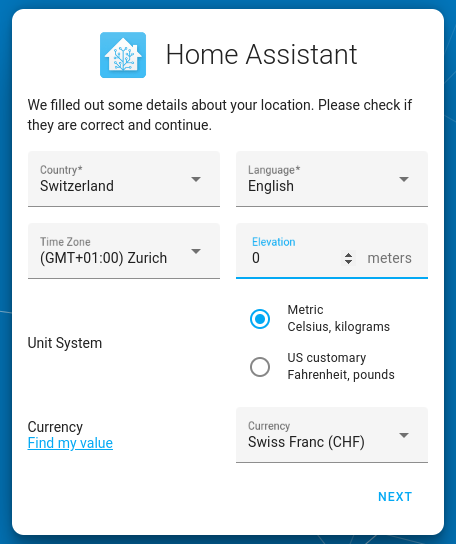 Home Assistant
We filled out some details about your location. Please check if
they are correct and continue.
Country*
Switzerland
Language*
English
Time Zone
(GMT+01:00) Zurich
Elevation
0 meters
Unit System
Metric
Celsius, kilograms
US customary
Fahrenheit, pounds
Currency
Find my value
Currency
Swiss Franc (CHF)
NEXT